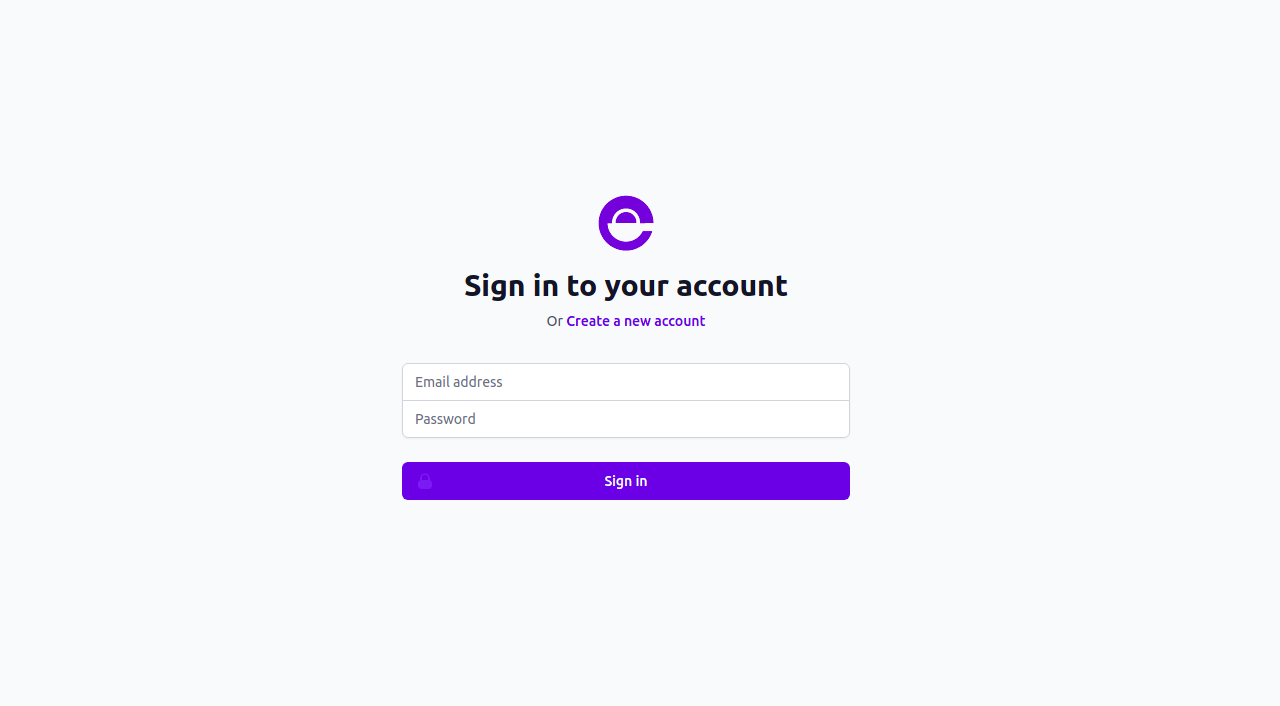 Sign in to your account
Or Create a new account
Email address
Password
Sign in